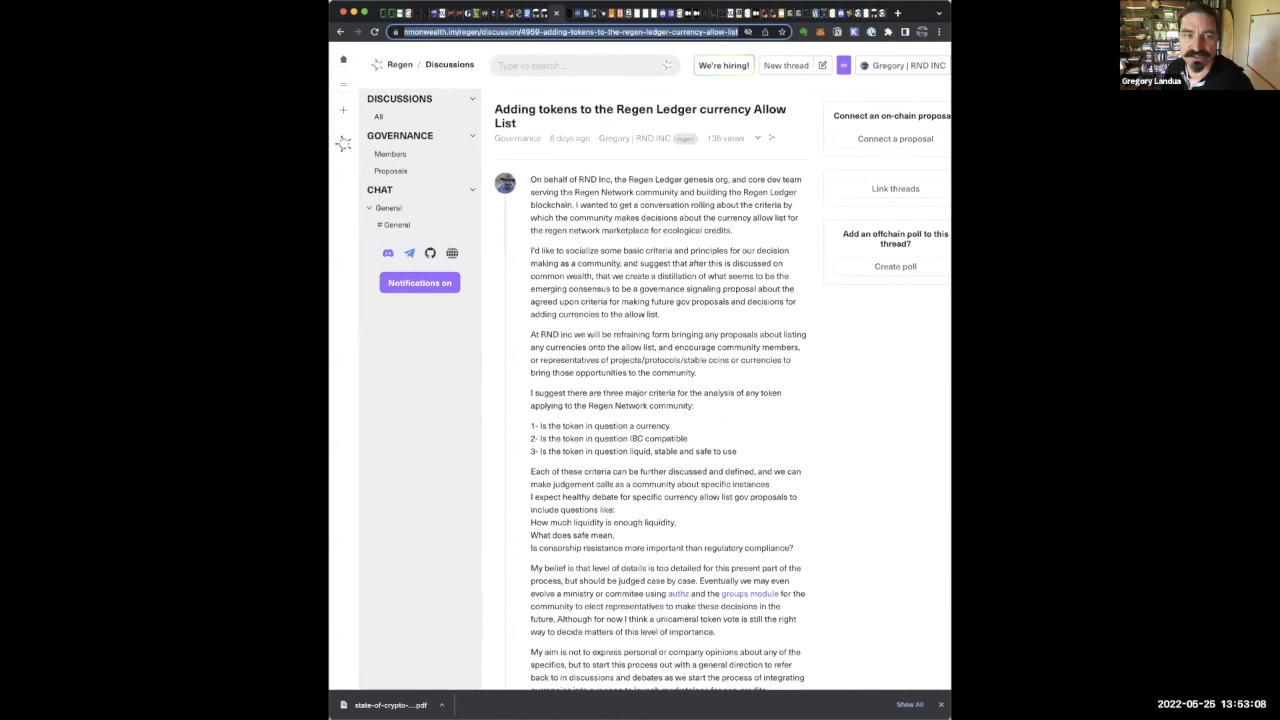 nmonwealth.im/regen/discussion/4959-adding-tokens-to-the-regen-ledger-currency-allow-list
Regen / Discussions
Type to search...
We're hiring!
New thread
Gregory | RND INC
DISCUSSIONS
All
GOVERNANCE
Members
Proposals
CHAT
General
# General
Notifications on
Adding tokens to the Regen Ledger currency Allow
List
Governance 6 days ago Gregory | RND INC regen 135 views
On behalf of RND Inc, the Regen Ledger genesis org, and core dev team
serving the Regen Network community and building the Regen Ledger
blockchain, I wanted to get a conversation rolling about the criteria by
which the community makes decisions about the currency allow list for
the regen network marketplace for ecological credits.
I'd like to socialize some basic criteria and principles for our decision
making as a community, and suggest that after this is discussed on
common wealth, that we create a distillation of what seems to be the
emerging consensus to be a governance signaling proposal about the
agreed upon criteria for making future gov proposals and decisions for
adding currencies to the allow list.
At RND inc we will be refraining form bringing any proposals about listing
any currencies onto the allow list, and encourage community members,
or representatives of projects/protocols/stable coins or currencies to
bring those opportunities to the community.
I suggest there are three major criteria for the analysis of any token
applying to the Regen Network community:
1- Is the token in question a currency
2- Is the token in question IBC compatible
3- Is the token in question liquid, stable and safe to use
Each of these criteria can be further discussed and defined, and we can
make judgement calls as a community about specific instances
I expect healthy debate for specific currency allow list gov proposals to
include questions like:
How much liquidity is enough liquidity,
What does safe mean,
Is censorship resistance more important than regulatory compliance?
My belief is that level of details is too detailed for this present part of the
process, but should be judged case by case. Eventually we may even
evolve a ministry or commitee using authz and the groups module for the
community to elect representatives to make these decisions in the
future. Although for now I think a unicameral token vote is still the right
way to decide matters of this level of importance.
My aim is not to express personal or company opinions about any of the
specifics, but to start this process out with a general direction to refer
back to in discussions and debates as we start the process of integrating
Connect an on-chain proposa
Connect a proposal
Link threads
Add an offchain poll to this
thread?
Create poll
state-of-crypto-....pdf
Show All
Gregory Landua
2022-05-25 13:53:08